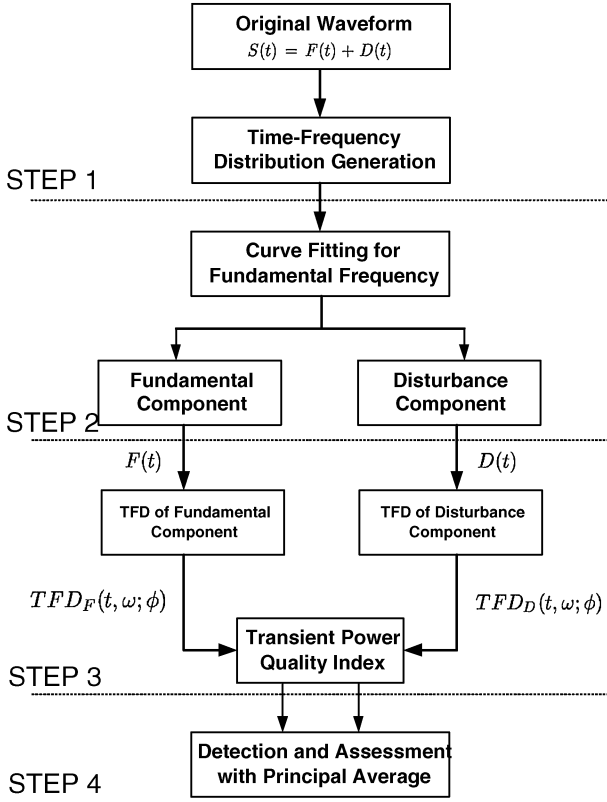 Original Waveform
S(t) = F(t) + D(t)
Time-Frequency
Distribution Generation
STEP 1
Curve Fitting for
Fundamental Frequency
Fundamental
Component
Disturbance
Component
STEP 2
F(t)
D(t)
TFD of Fundamental
Component
TFD of Disturbance
Component
TFD_F(t, ω; ϕ)
TFD_D(t, ω; ϕ)
Transient Power
Quality Index
STEP 3
Detection and Assessment
with Principal Average
STEP 4